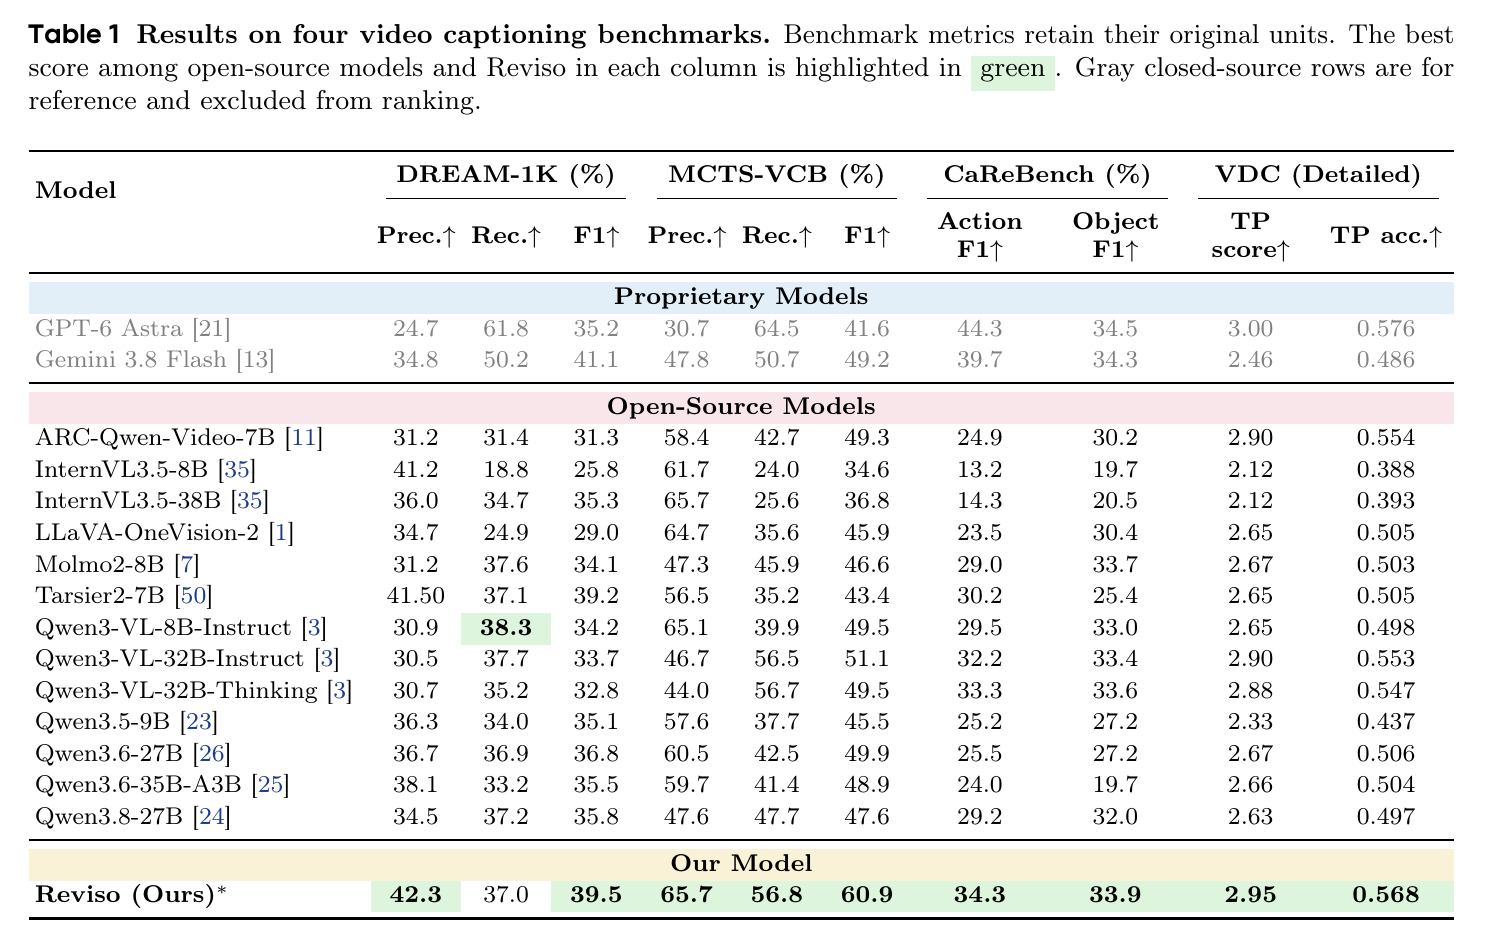 Table 1 Results on four video captioning benchmarks. Benchmark metrics retain their original units. The best
score among open-source models and Reviso in each column is highlighted in green . Gray closed-source rows are for
reference and excluded from ranking.
Model DREAM-1K (%) MCTS-VCB (%) CaReBench (%) VDC (Detailed)
Prec.↑ Rec.↑ F1↑ Prec.↑ Rec.↑ F1↑ Action F1↑ Object F1↑ TP score↑ TP acc.↑
Proprietary Models
GPT-6 Astra [21] 24.7 61.8 35.2 30.7 64.5 41.6 44.3 34.5 3.00 0.576
Gemini 3.8 Flash [13] 34.8 50.2 41.1 47.8 50.7 49.2 39.7 34.3 2.46 0.486
Open-Source Models
ARC-Qwen-Video-7B [11] 31.2 31.4 31.3 58.4 42.7 49.3 24.9 30.2 2.90 0.554
InternVL3.5-8B [35] 41.2 18.8 25.8 61.7 24.0 34.6 13.2 19.7 2.12 0.388
InternVL3.5-38B [35] 36.0 34.7 35.3 65.7 25.6 36.8 14.3 20.5 2.12 0.393
LLaVA-OneVision-2 [1] 34.7 24.9 29.0 64.7 35.6 45.9 23.5 30.4 2.65 0.505
Molmo2-8B [7] 31.2 37.6 34.1 47.3 45.9 46.6 29.0 33.7 2.67 0.503
Tarsier2-7B [50] 41.50 37.1 39.2 56.5 35.2 43.4 30.2 25.4 2.65 0.505
Qwen3-VL-8B-Instruct [3] 30.9 38.3 34.2 65.1 39.9 49.5 29.5 33.0 2.65 0.498
Qwen3-VL-32B-Instruct [3] 30.5 37.7 33.7 46.7 56.5 51.1 32.2 33.4 2.90 0.553
Qwen3-VL-32B-Thinking [3] 30.7 35.2 32.8 44.0 56.7 49.5 33.3 33.6 2.88 0.547
Qwen3.5-9B [23] 36.3 34.0 35.1 57.6 37.7 45.5 25.2 27.2 2.33 0.437
Qwen3.6-27B [26] 36.7 36.9 36.8 60.5 42.5 49.9 25.5 27.2 2.67 0.506
Qwen3.6-35B-A3B [25] 38.1 33.2 35.5 59.7 41.4 48.9 24.0 19.7 2.66 0.504
Qwen3.8-27B [24] 34.5 37.2 35.8 47.6 47.7 47.6 29.2 32.0 2.63 0.497
Our Model
Reviso (Ours)* 42.3 37.0 39.5 65.7 56.8 60.9 34.3 33.9 2.95 0.568